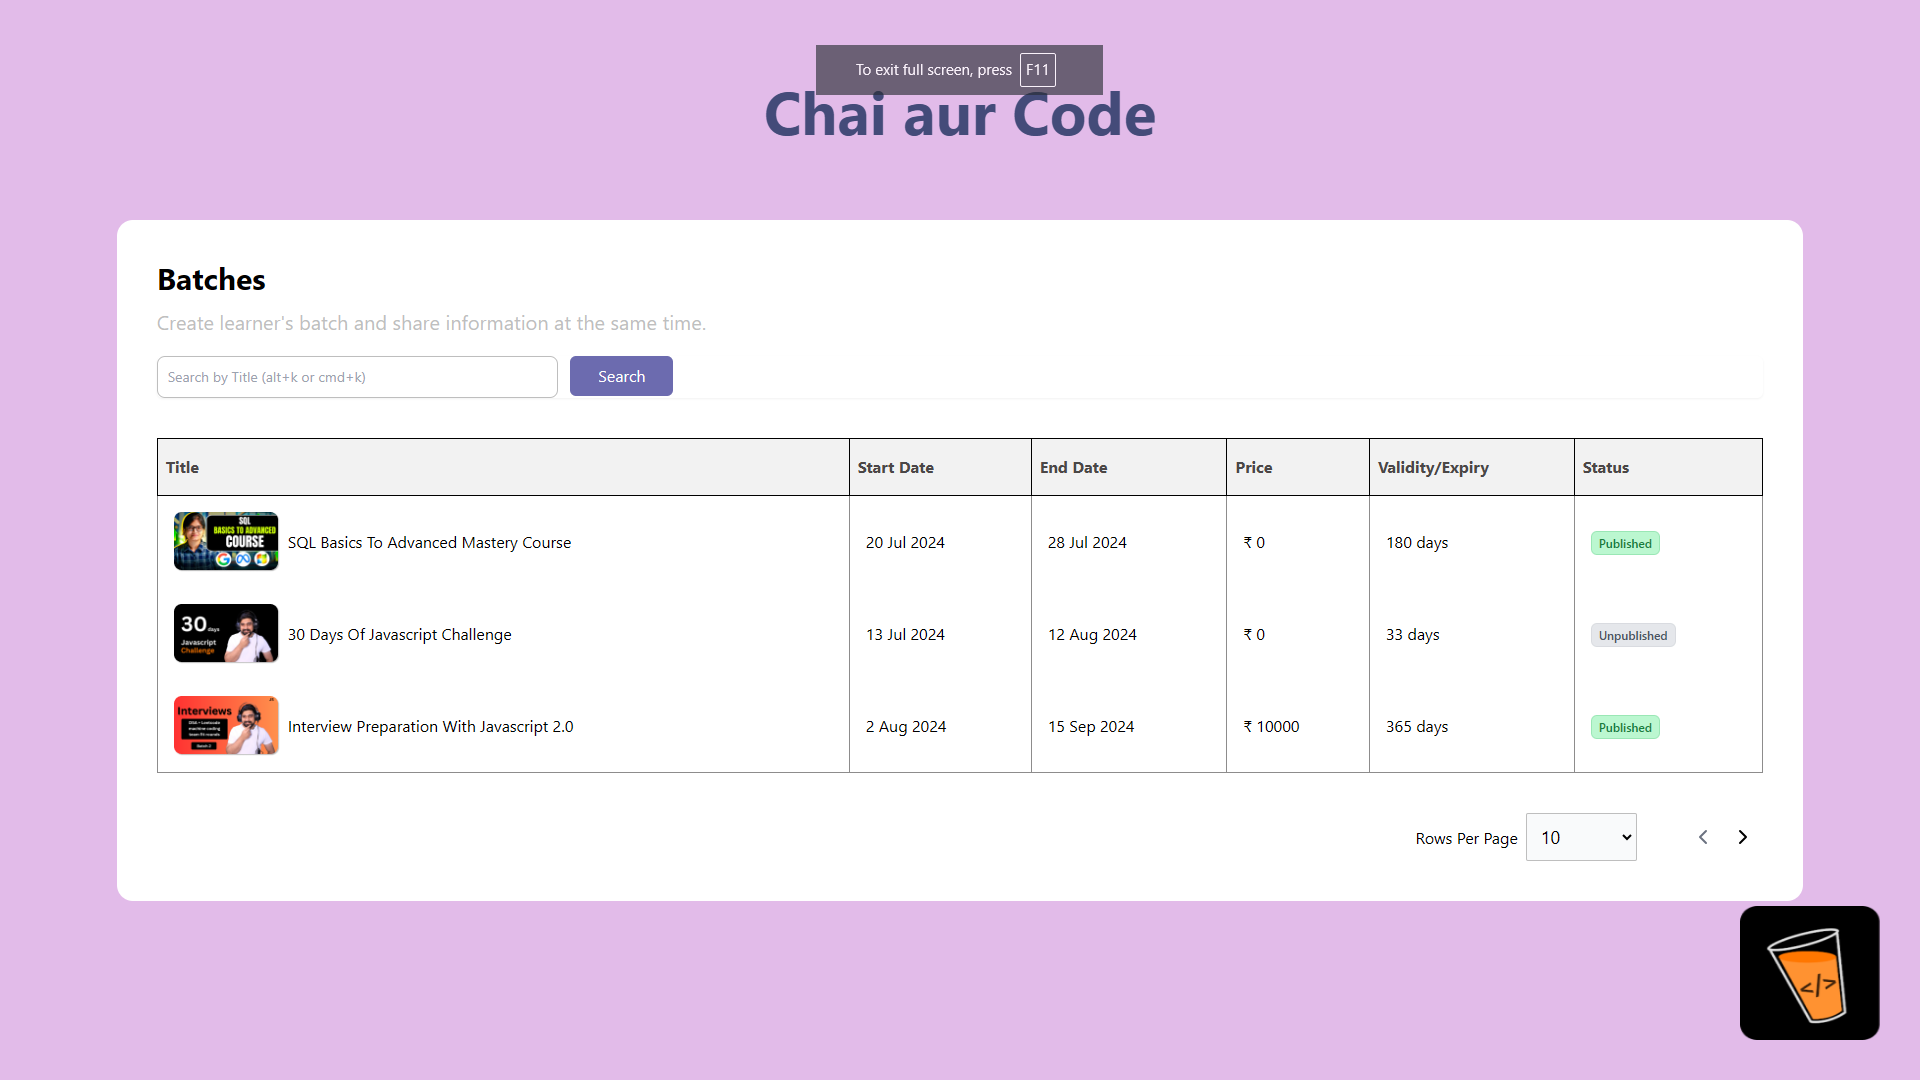 To exit full screen, press F11
Chai aur Code
Batches
Create learner's batch and share information at the same time.
Search by Title (alt+k or cmd+k)
Search
Title Start Date End Date Price Validity/Expiry Status
SQL
BASICS TO ADVANCED
COURSE
SQL Basics To Advanced Mastery Course 20 Jul 2024 28 Jul 2024 ₹ 0 180 days Published
30 days
Javascript
Challenge
30 Days Of Javascript Challenge 13 Jul 2024 12 Aug 2024 ₹ 0 33 days Unpublished
Interviews
Interview Preparation With Javascript 2.0 2 Aug 2024 15 Sep 2024 ₹ 10000 365 days Published
Rows Per Page 10
</>